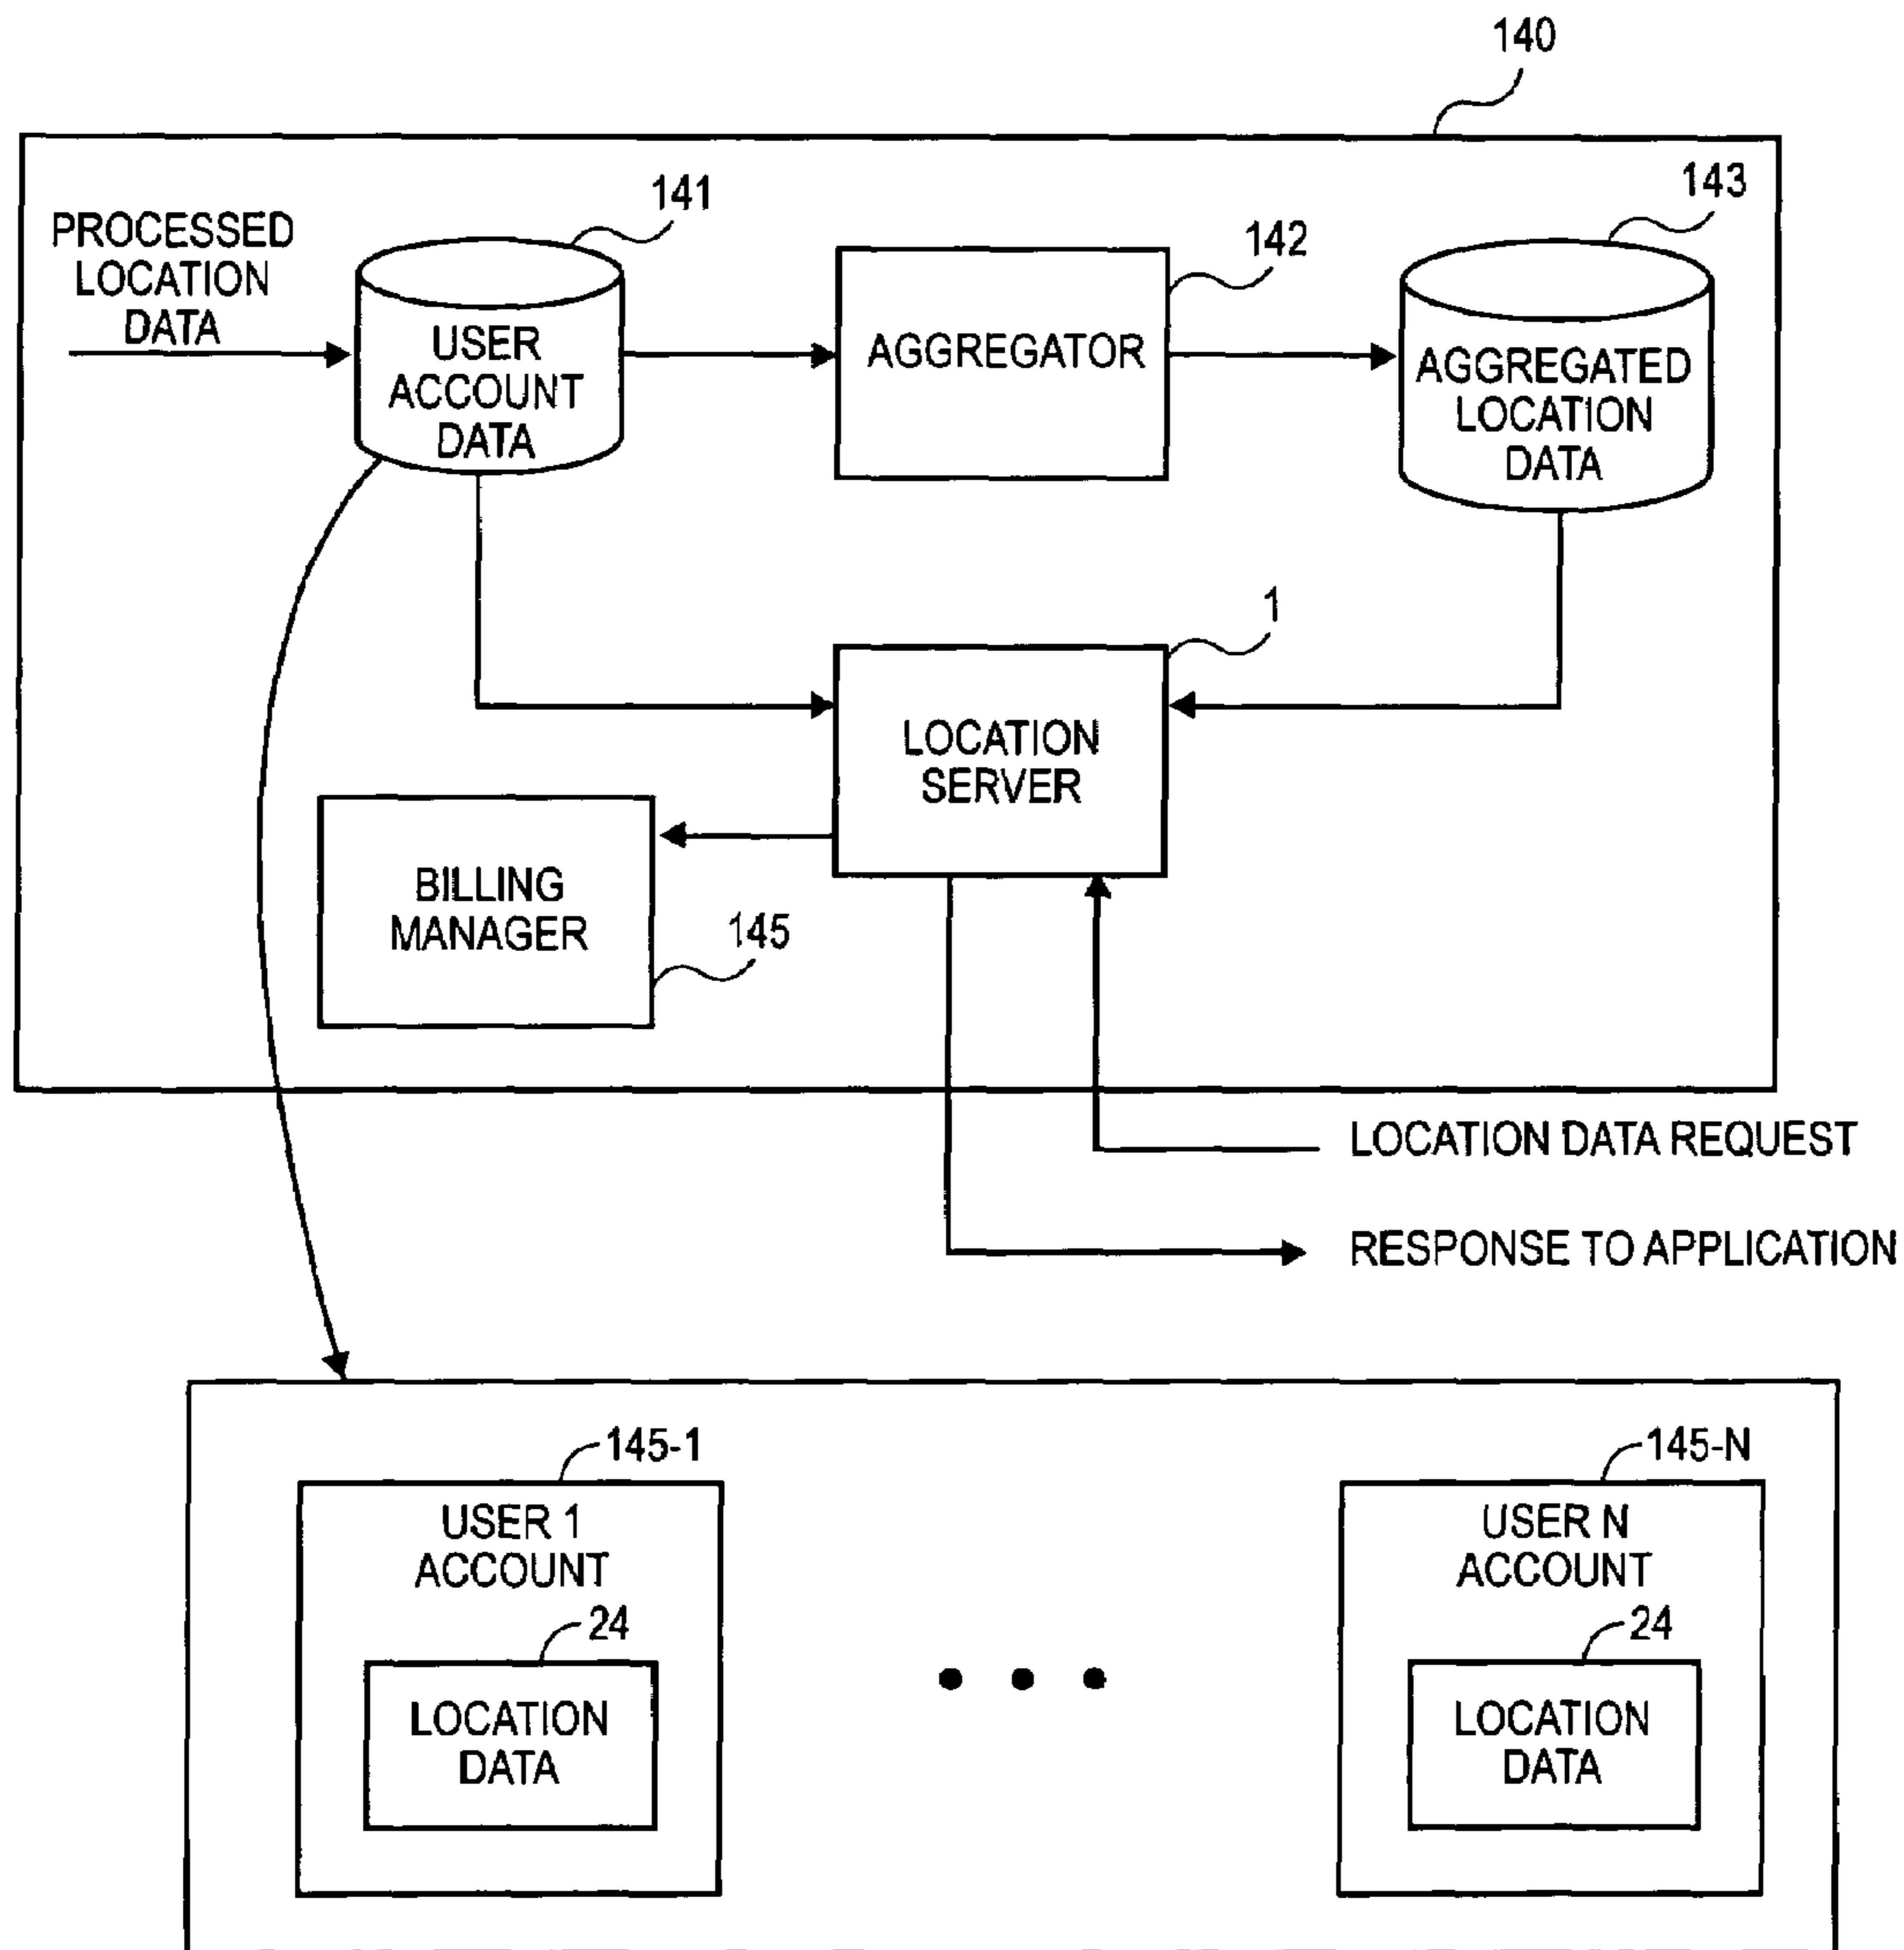 140
141
143
PROCESSED
LOCATION
DATA
142
USER
ACCOUNT
DATA
AGGREGATOR
AGGREGATED
LOCATION
DATA
1
LOCATION
SERVER
BILLING
MANAGER
145
LOCATION DATA REQUEST
RESPONSE TO APPLICATION
145-1
145-N
USER 1
ACCOUNT
USER N
ACCOUNT
24
24
LOCATION
DATA
LOCATION
DATA